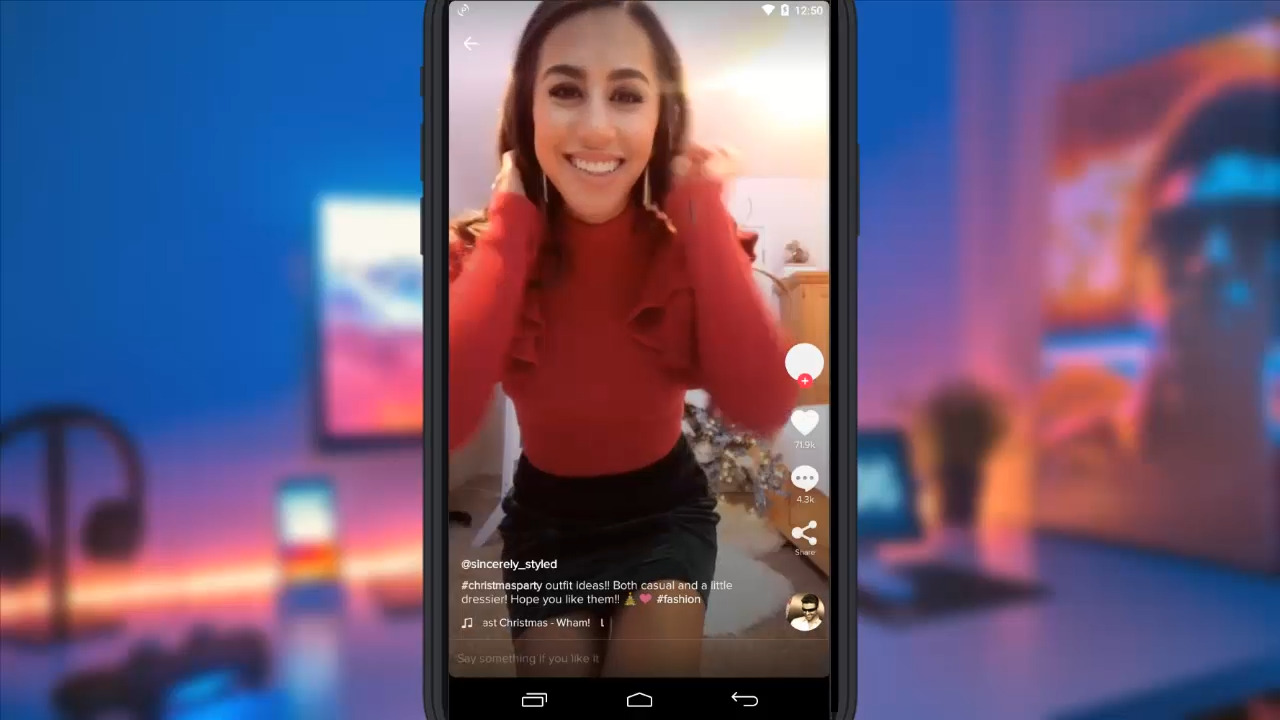 12:50
71.9k
4.3k
Share
@sincerely_styled
#christmasparty outfit ideas!! Both casual and a little
dressier! Hope you like them!! 🎄❤️ #fashion
ast Christmas - Wham!
Say something if you like it